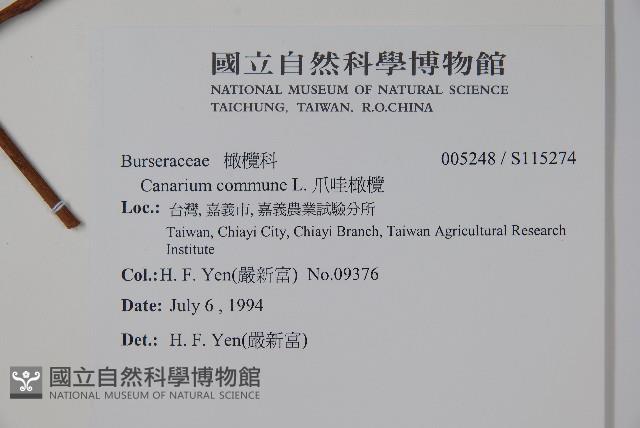 國立自然科學博物館
NATIONAL MUSEUM OF NATURAL SCIENCE
TAICHUNG, TAIWAN, R.O.CHINA
Burseraceae 橄欖科 005248 / S115274
Canarium commune L. 爪哇橄欖
Loc.: 台灣, 嘉義市, 嘉義農業試驗分所
Taiwan, Chiayi City, Chiayi Branch, Taiwan Agricultural Research
Institute
Col.: H. F. Yen(嚴新富) No.09376
Date: July 6 , 1994
Det.: H. F. Yen(嚴新富)
國立自然科學博物館
NATIONAL MUSEUM OF NATURAL SCIENCE